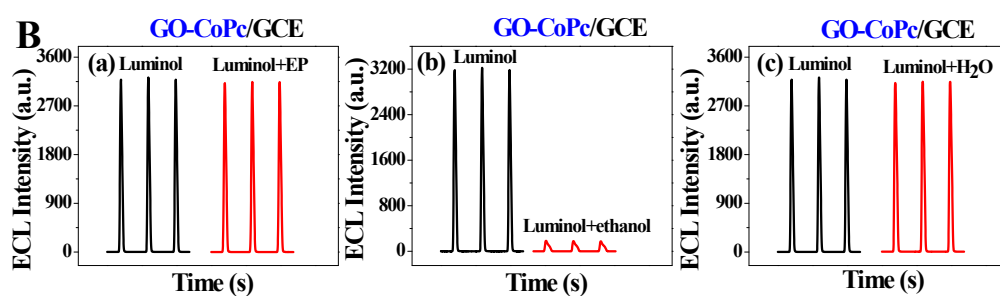 B
GO-CoPc/GCE
(a)
Luminol
Luminol+EP
3600
2700
1800
900
0
ECL Intensity (a.u.)
Time (s)
GO-CoPc/GCE
(b)
Luminol
Luminol+ethanol
3200
2400
1600
800
0
ECL Intensity (a.u.)
Time (s)
GO-CoPc/GCE
(c)
Luminol
Luminol+H₂O
3600
2700
1800
900
0
ECL Intensity (a.u.)
Time (s)